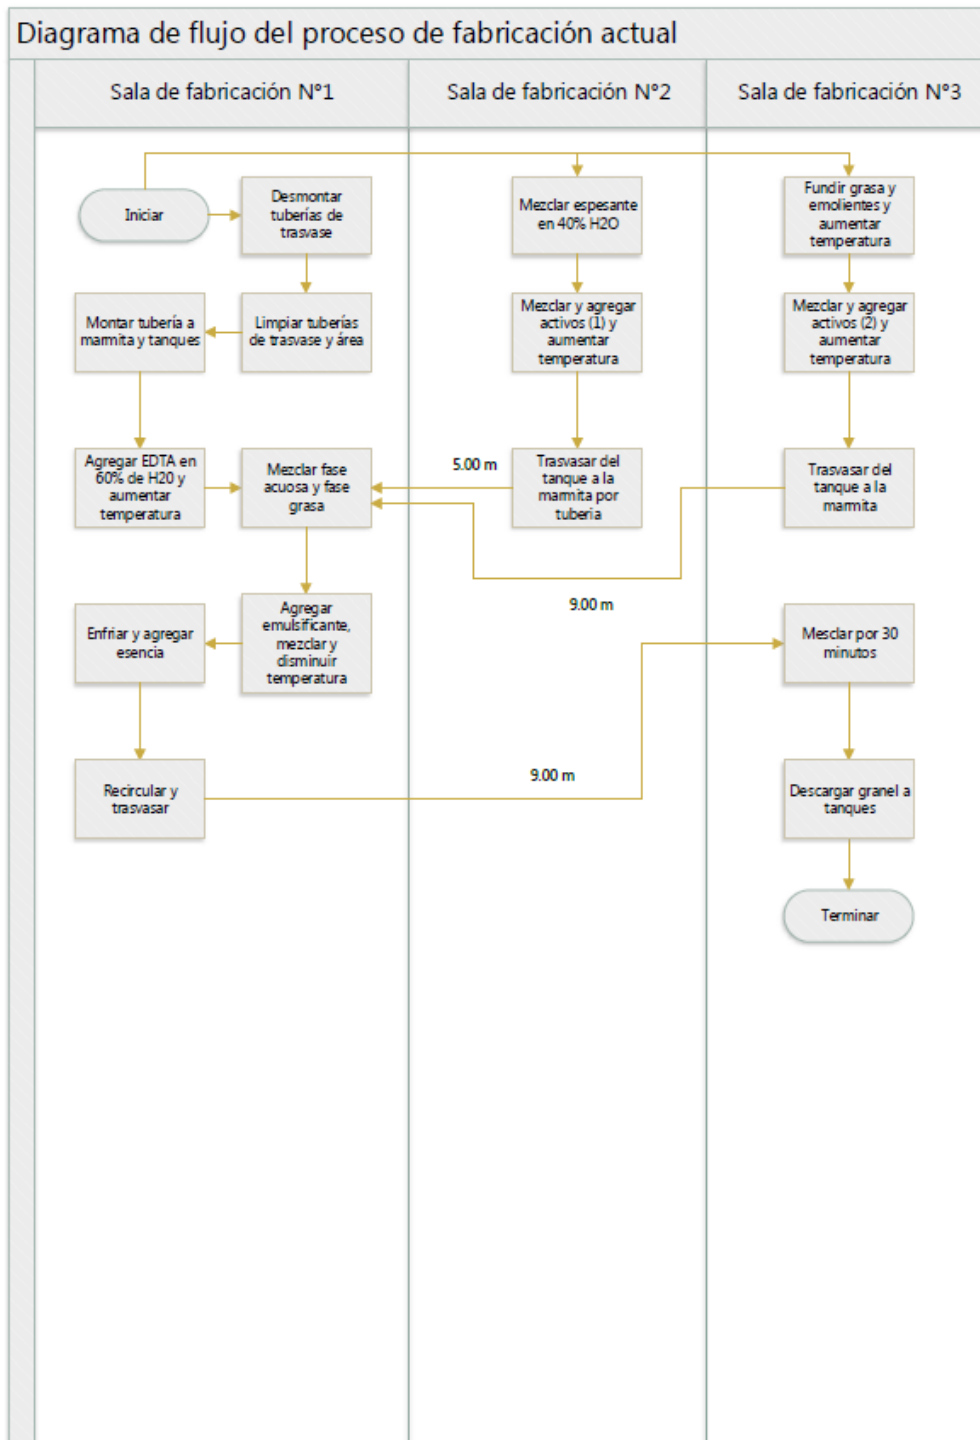 Diagrama de flujo del proceso de fabricación actual
Sala de fabricación N°1
Sala de fabricación N°2
Sala de fabricación N°3
Iniciar
Desmontar
tuberías de
trasvase
Mezclar espesante
en 40% H2O
Fundir grasa y
emolientes y
aumentar
temperatura
Montar tubería a
marmita y tanques
Limpiar tuberías
de trasvase y área
Mezclar y agregar
activos (1) y
aumentar
temperatura
Mezclar y agregar
activos (2) y
aumentar
temperatura
Agregar EDTA en
60% de H20 y
aumentar
temperatura
Mezclar fase
acuosa y fase
grasa
5.00 m
Trasvasar del
tanque a la
marmita por
tuberia
Trasvasar del
tanque a la
marmita
9.00 m
Enfriar y agregar
esencia
Agregar
emulsificante,
mezclar y
disminuir
temperatura
Mesclar por 30
minutos
Recircular y
trasvasar
9.00 m
Descargar granel a
tanques
Terminar